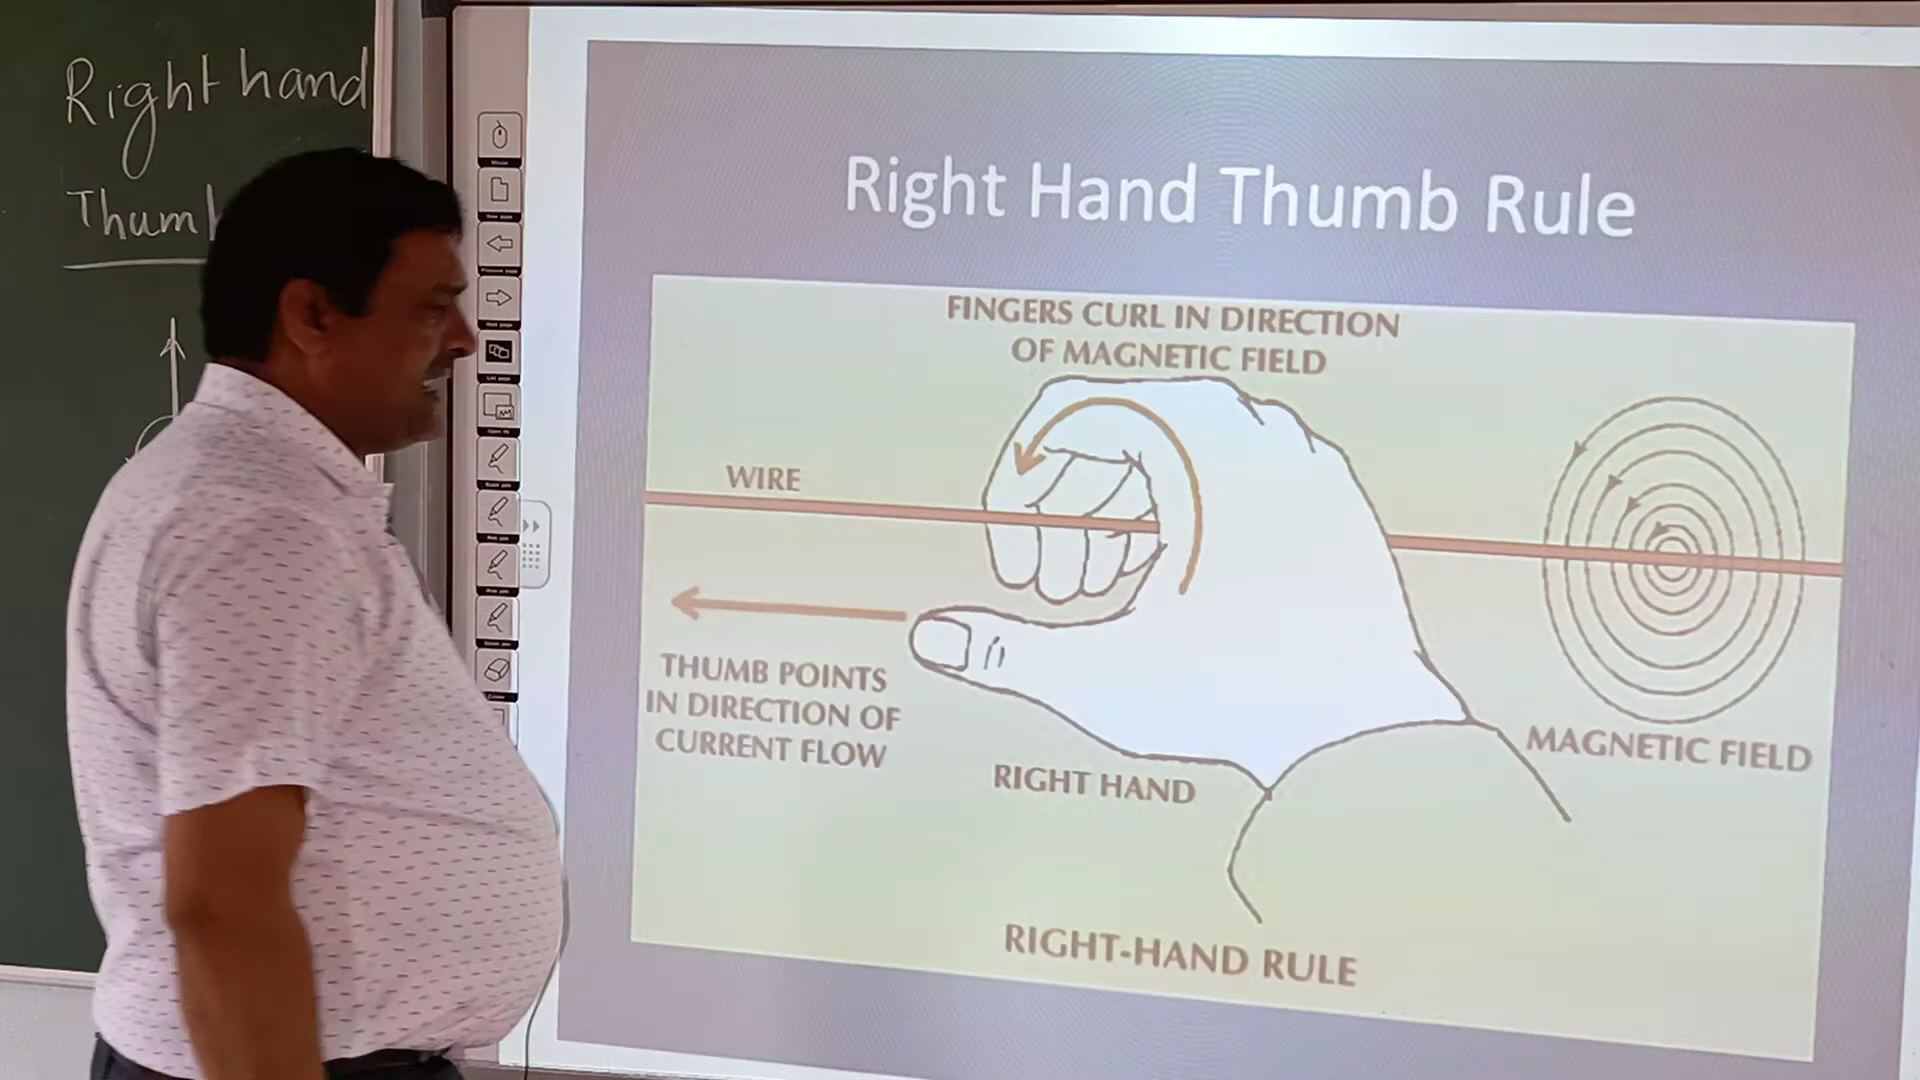 Right hand
Thum
Right Hand Thumb Rule
FINGERS CURL IN DIRECTION
OF MAGNETIC FIELD
WIRE
THUMB POINTS
IN DIRECTION OF
CURRENT FLOW
RIGHT HAND
MAGNETIC FIELD
RIGHT-HAND RULE